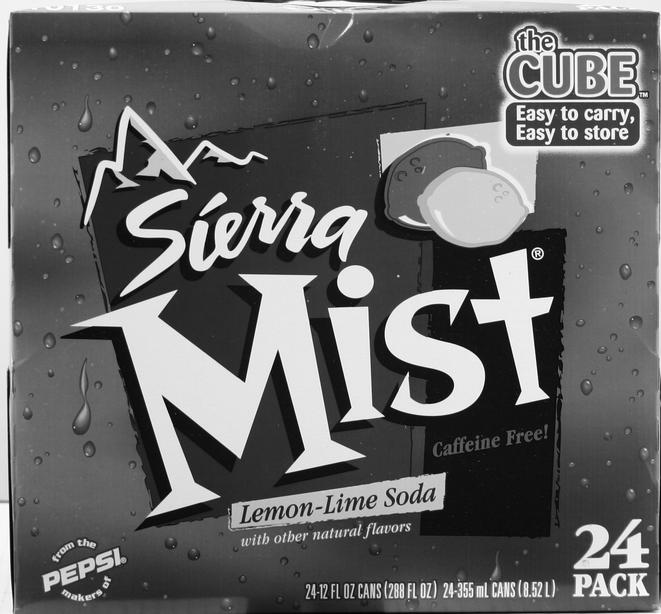 the
CUBE™
Easy to carry,
Easy to store
Sierra
Mist®
Caffeine Free!
Lemon-Lime Soda
with other natural flavors
from the
PEPSI®
makers of
24
PACK
24-12 FL OZ CANS (288 FL OZ) 24-355 mL CANS (8.52 L)